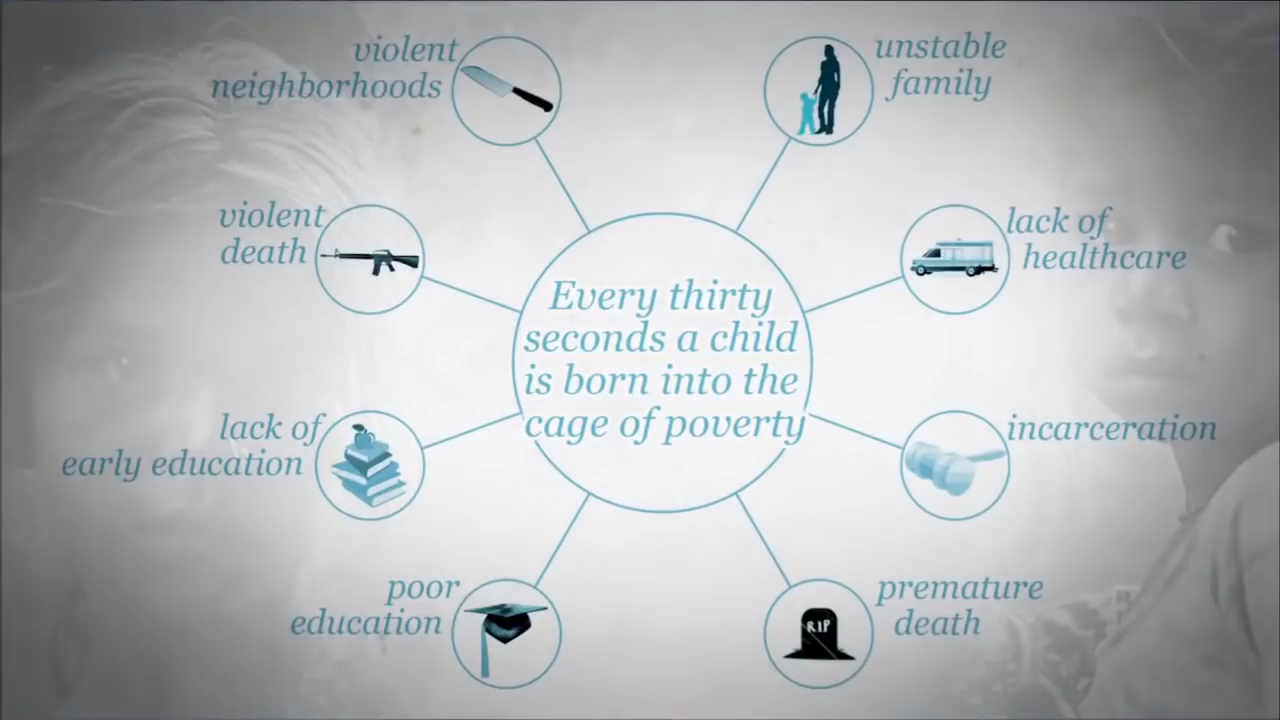 violent
neighborhoods
unstable
family
violent
death
lack of
healthcare
Every thirty
seconds a child
is born into the
cage of poverty
lack of
early education
incarceration
poor
education
premature
death
RIP